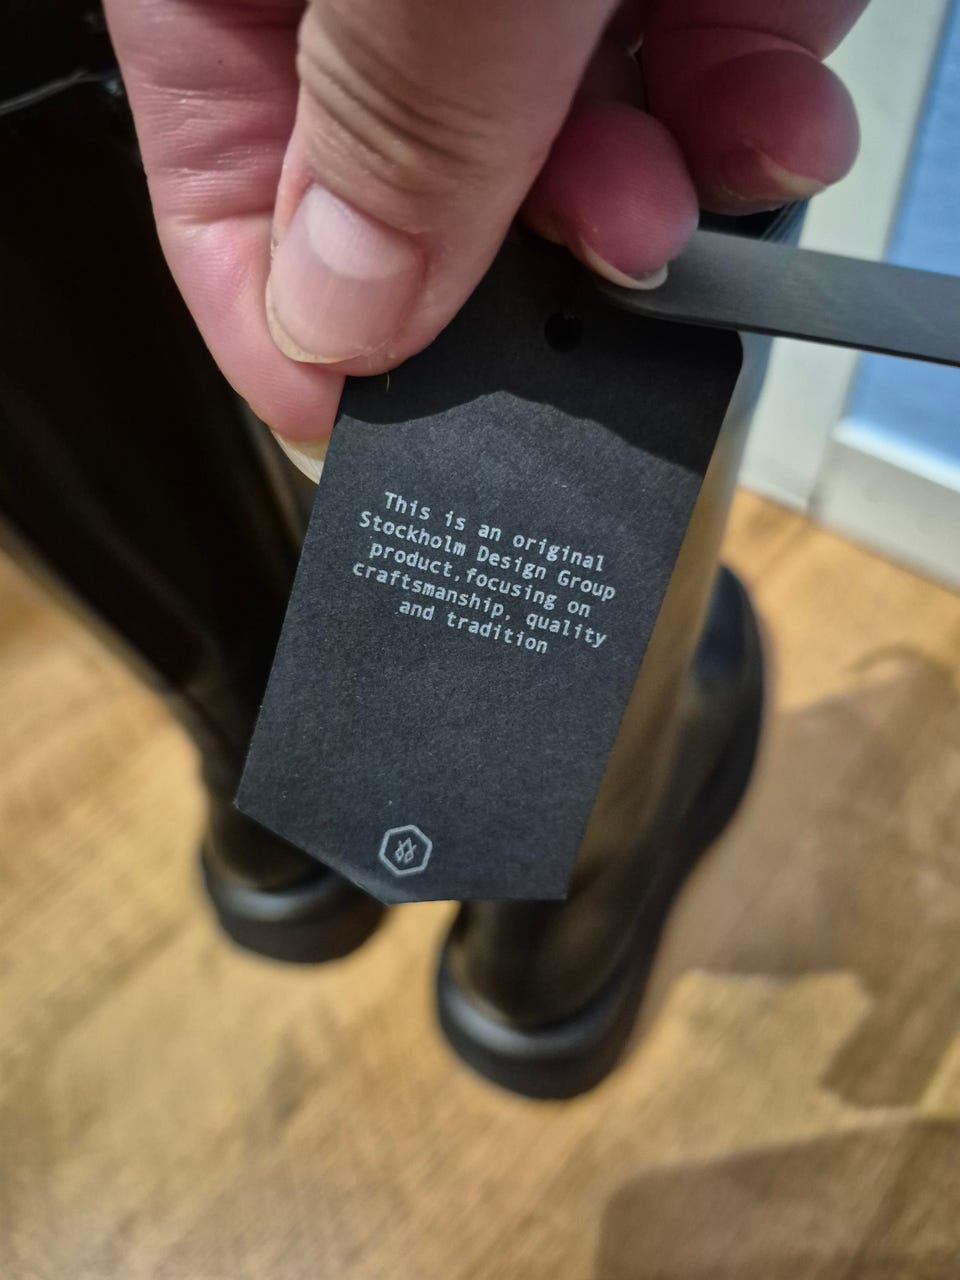 This is an original
Stockholm Design Group
product,focusing on
craftsmanship, quality
and tradition